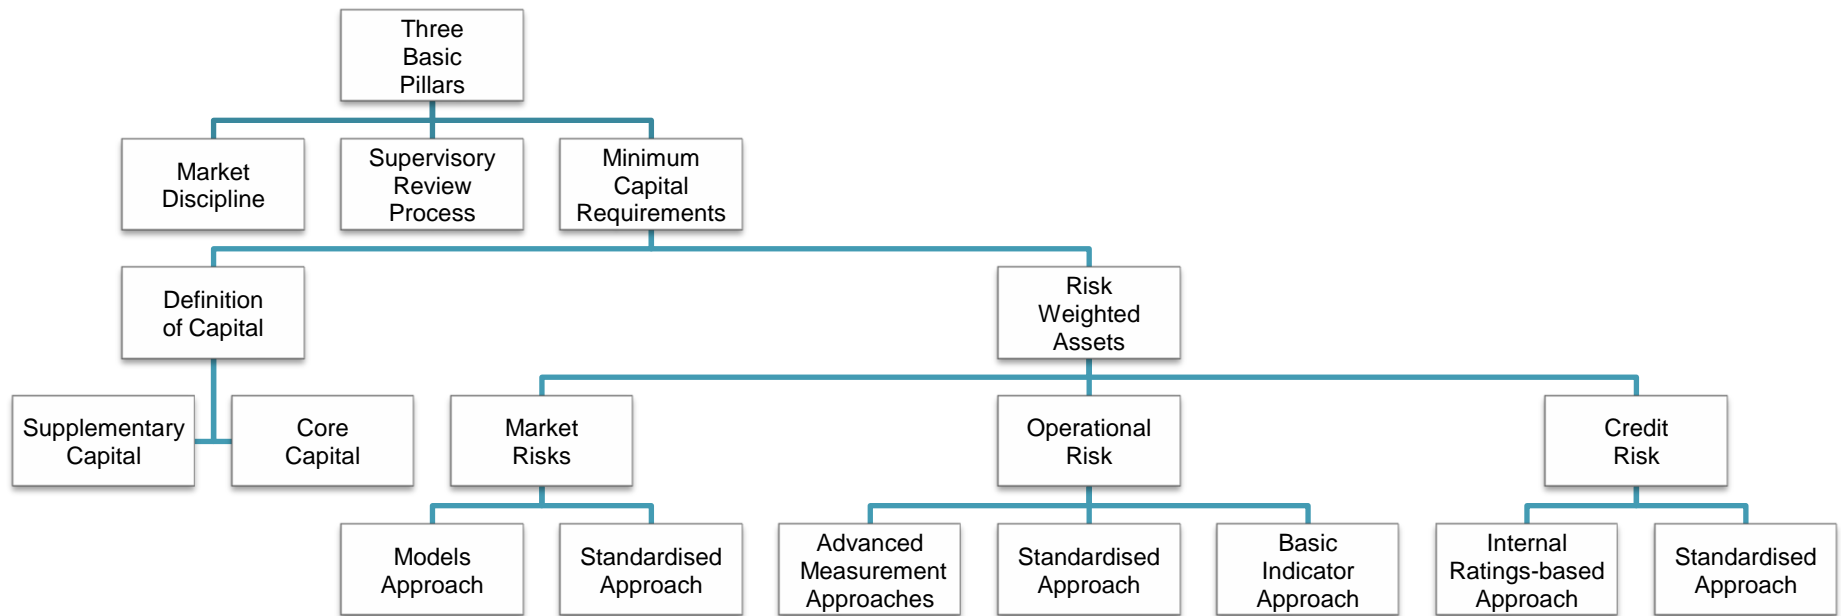 Three
Basic
Pillars
Market
Discipline
Supervisory
Review
Process
Minimum
Capital
Requirements
Definition
of Capital
Risk
Weighted
Assets
Supplementary
Capital
Core
Capital
Market
Risks
Operational
Risk
Credit
Risk
Models
Approach
Standardised
Approach
Advanced
Measurement
Approaches
Standardised
Approach
Basic
Indicator
Approach
Internal
Ratings-based
Approach
Standardised
Approach